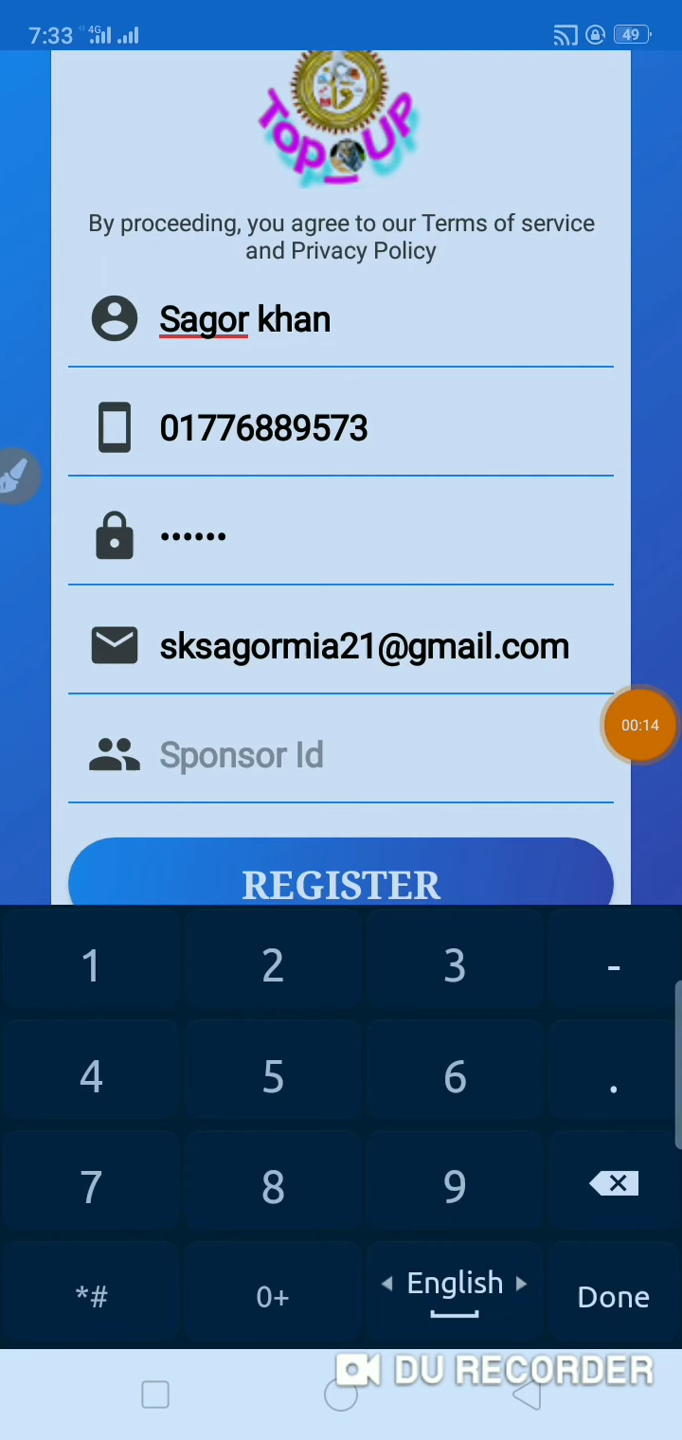 7:33 4G 49
Top_UP
By proceeding, you agree to our Terms of service
and Privacy Policy
Sagor khan
01776889573
••••••
sksagormia21@gmail.com
00:14
Sponsor Id
REGISTER
1 2 3 -
4 5 6 .
7 8 9
*# 0+ English Done
DU RECORDER